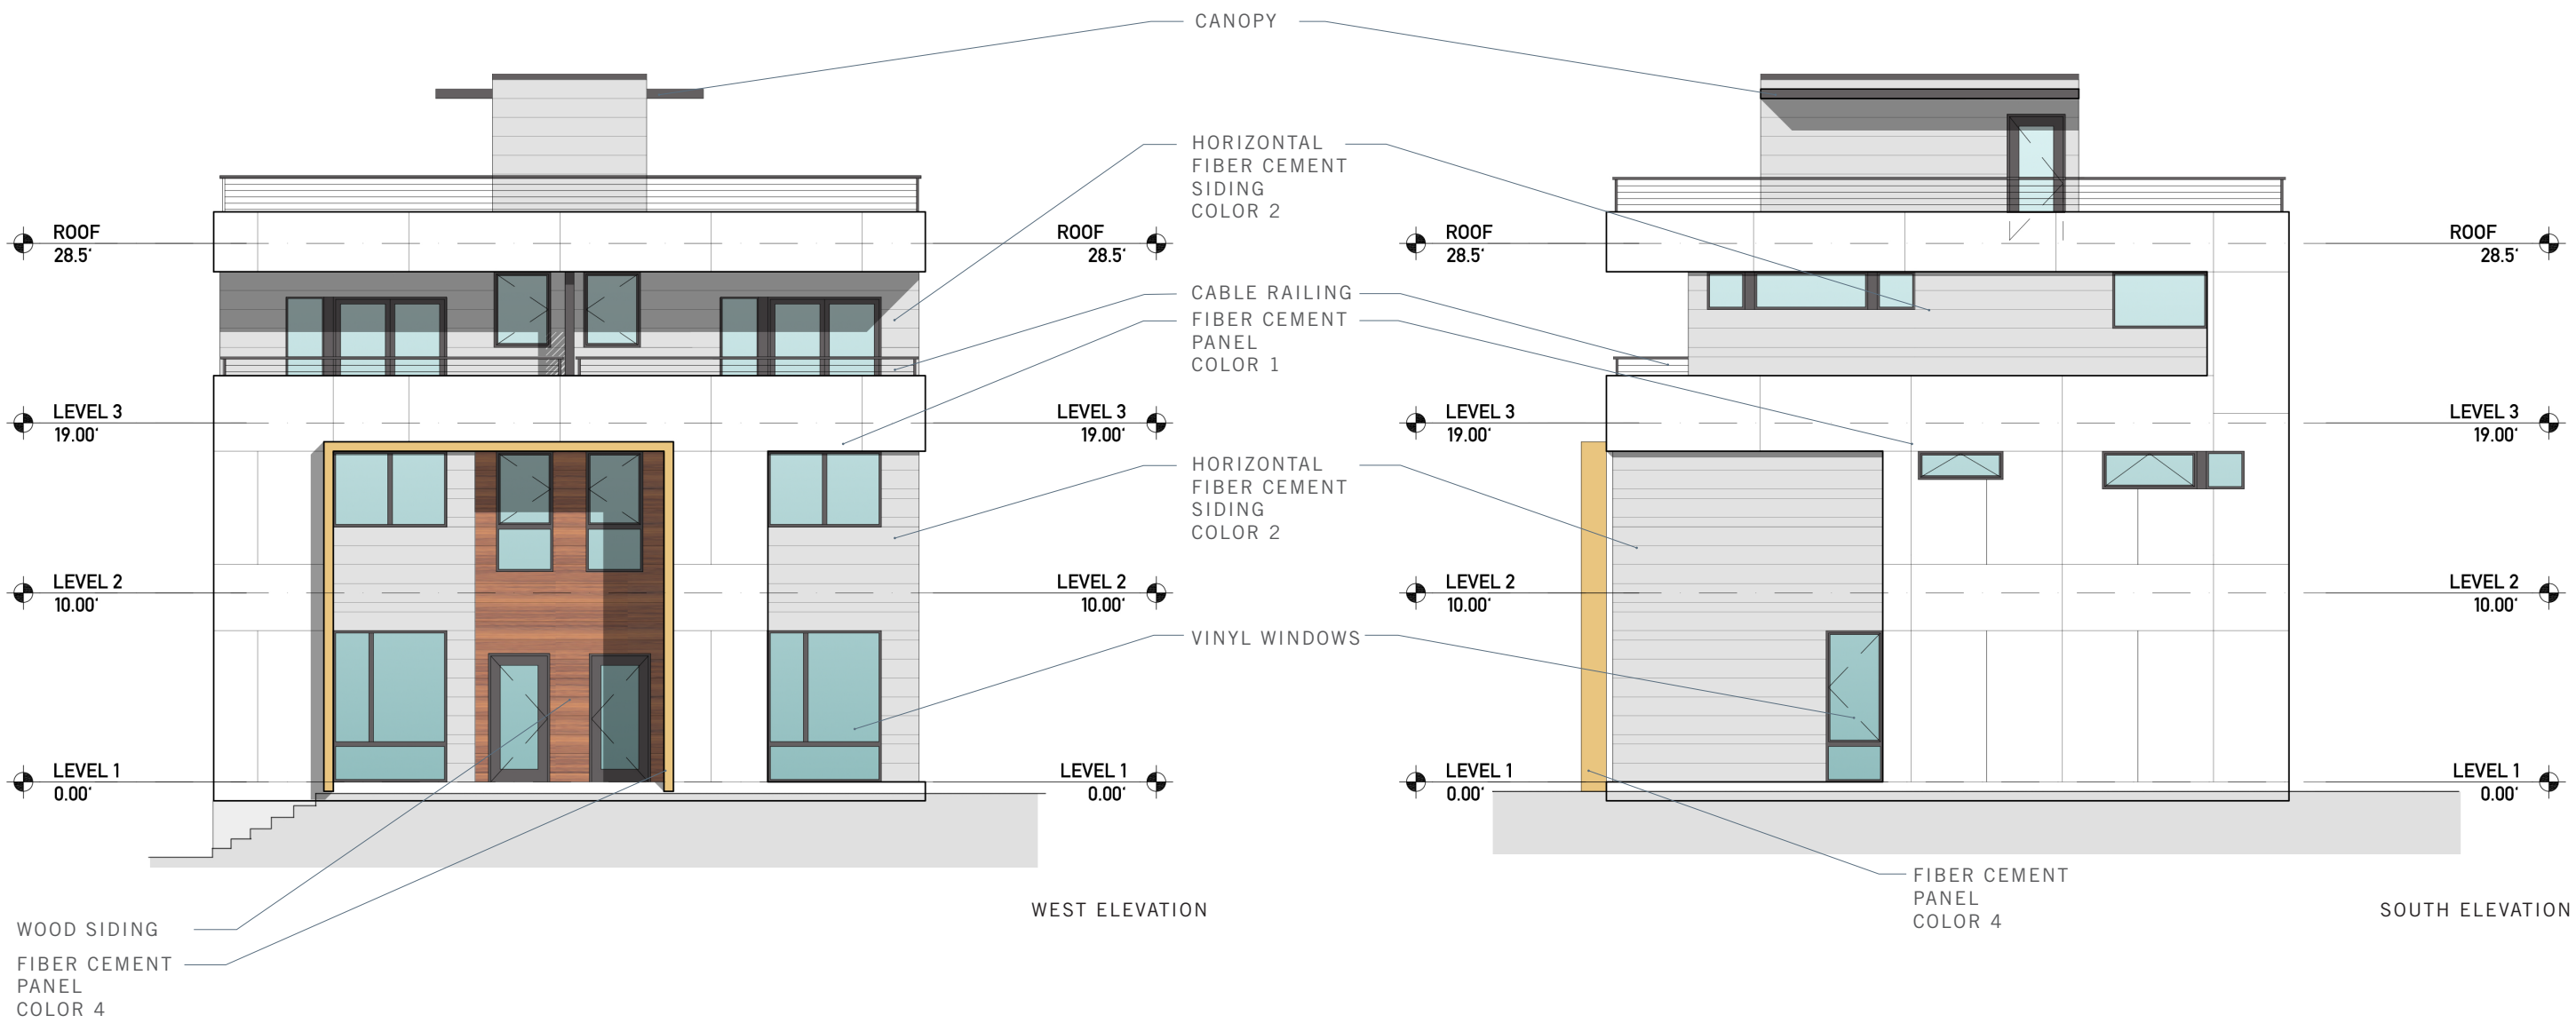 CANOPY
HORIZONTAL
FIBER CEMENT
SIDING
COLOR 2
ROOF
28.5'
ROOF
28.5'
ROOF
28.5'
ROOF
28.5'
CABLE RAILING
FIBER CEMENT
PANEL
COLOR 1
LEVEL 3
19.00'
LEVEL 3
19.00'
LEVEL 3
19.00'
LEVEL 3
19.00'
HORIZONTAL
FIBER CEMENT
SIDING
COLOR 2
LEVEL 2
10.00'
LEVEL 2
10.00'
LEVEL 2
10.00'
LEVEL 2
10.00'
VINYL WINDOWS
LEVEL 1
0.00'
LEVEL 1
0.00'
LEVEL 1
0.00'
LEVEL 1
0.00'
WOOD SIDING
FIBER CEMENT
PANEL
COLOR 4
WEST ELEVATION
FIBER CEMENT
PANEL
COLOR 4
SOUTH ELEVATION